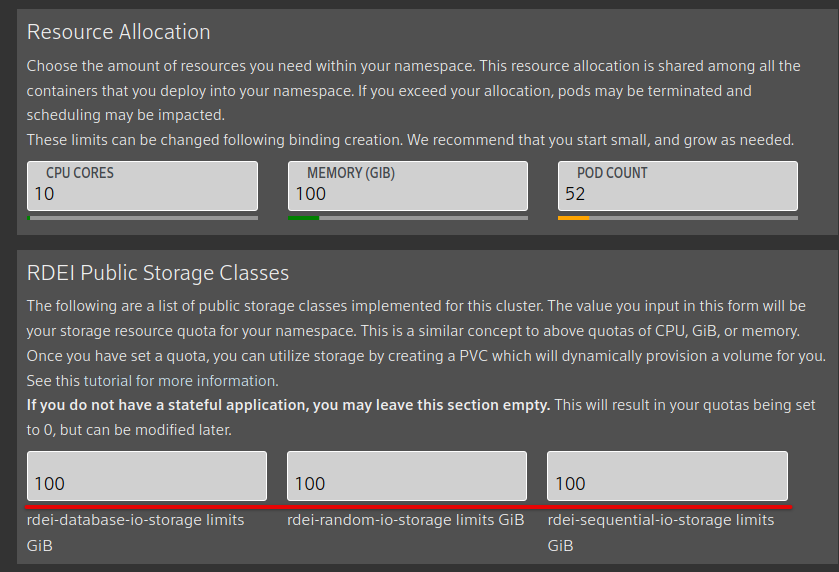 Resource Allocation
Choose the amount of resources you need within your namespace. This resource allocation is shared among all the
containers that you deploy into your namespace. If you exceed your allocation, pods may be terminated and
scheduling may be impacted.
These limits can be changed following binding creation. We recommend that you start small, and grow as needed.
CPU CORES MEMORY (GIB) POD COUNT
10 100 52
RDEI Public Storage Classes
The following are a list of public storage classes implemented for this cluster. The value you input in this form will be
your storage resource quota for your namespace. This is a similar concept to above quotas of CPU, GiB, or memory.
Once you have set a quota, you can utilize storage by creating a PVC which will dynamically provision a volume for you.
See this tutorial for more information.
If you do not have a stateful application, you may leave this section empty. This will result in your quotas being set
to 0, but can be modified later.
100 100 100
rdei-database-io-storage limits rdei-random-io-storage limits GiB rdei-sequential-io-storage limits
GiB GiB